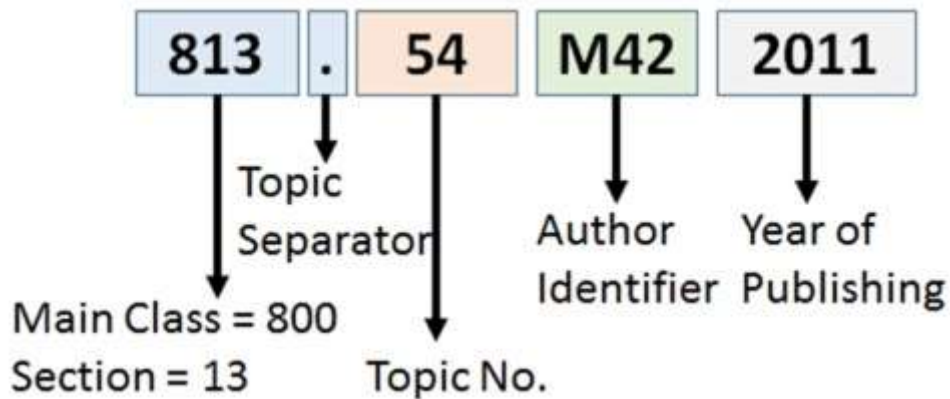 813 . 54 M42 2011
Topic
Separator
Author
Identifier
Year of
Publishing
Main Class = 800
Section = 13
Topic No.